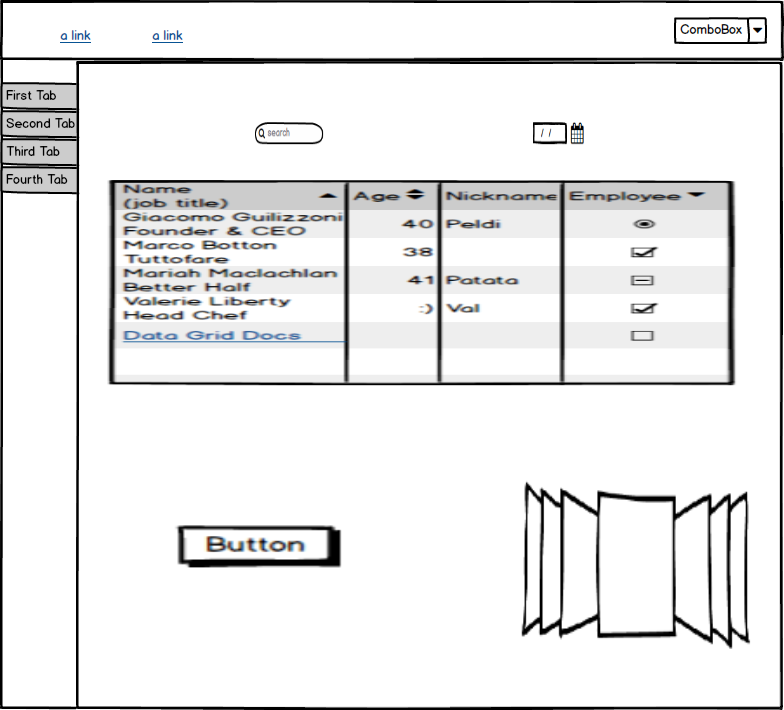 a link
a link
ComboBox
First Tab
Second Tab
Third Tab
Fourth Tab
search
/ /
Name
(job title)
Age
Nickname
Employee
Giacomo Guilizzoni
Founder & CEO
40
Peldi
Marco Botton
Tuttofare
38
Mariah Maclachlan
Better Half
41
Patata
Valerie Liberty
Head Chef
:)
Val
Data Grid Docs
Button